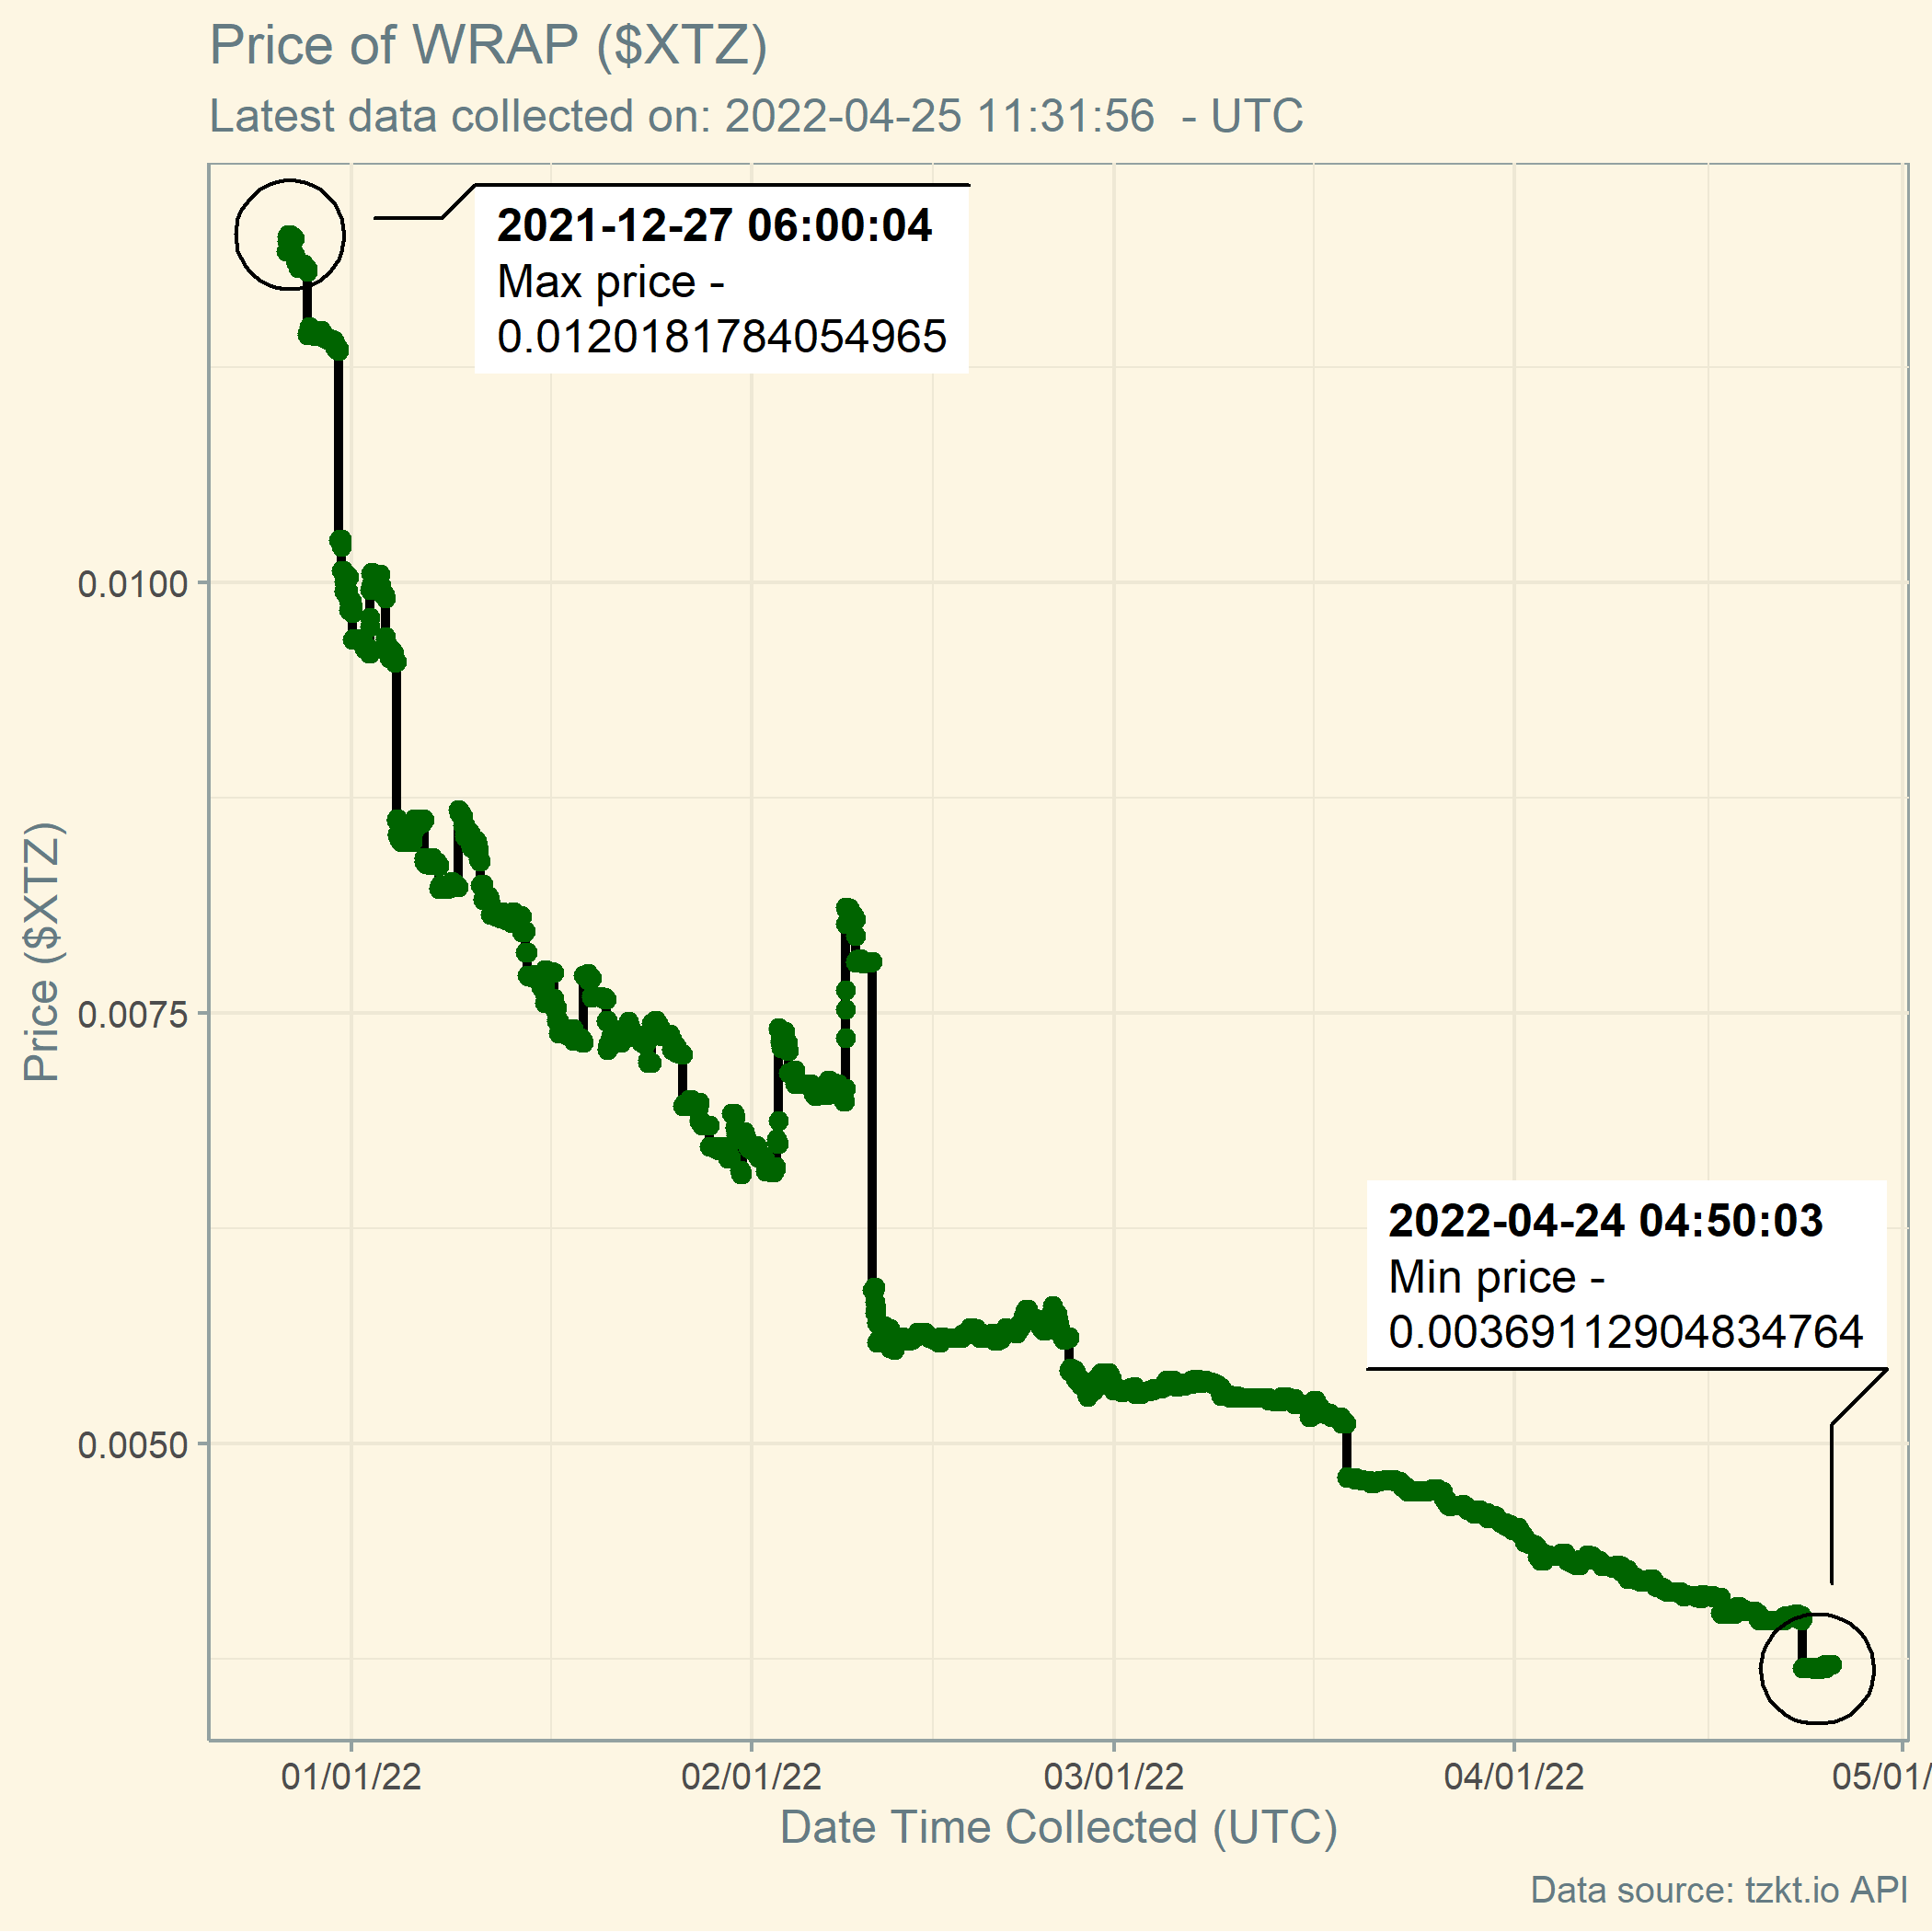 Price of WRAP ($XTZ)
Latest data collected on: 2022-04-25 11:31:56  - UTC
2021-12-27 06:00:04
Max price -
0.0120181784054965
0.0100
0.0075
0.0050
Price ($XTZ)
2022-04-24 04:50:03
Min price -
0.00369112904834764
01/01/22
02/01/22
03/01/22
04/01/22
05/01/
Date Time Collected (UTC)
Data source: tzkt.io API